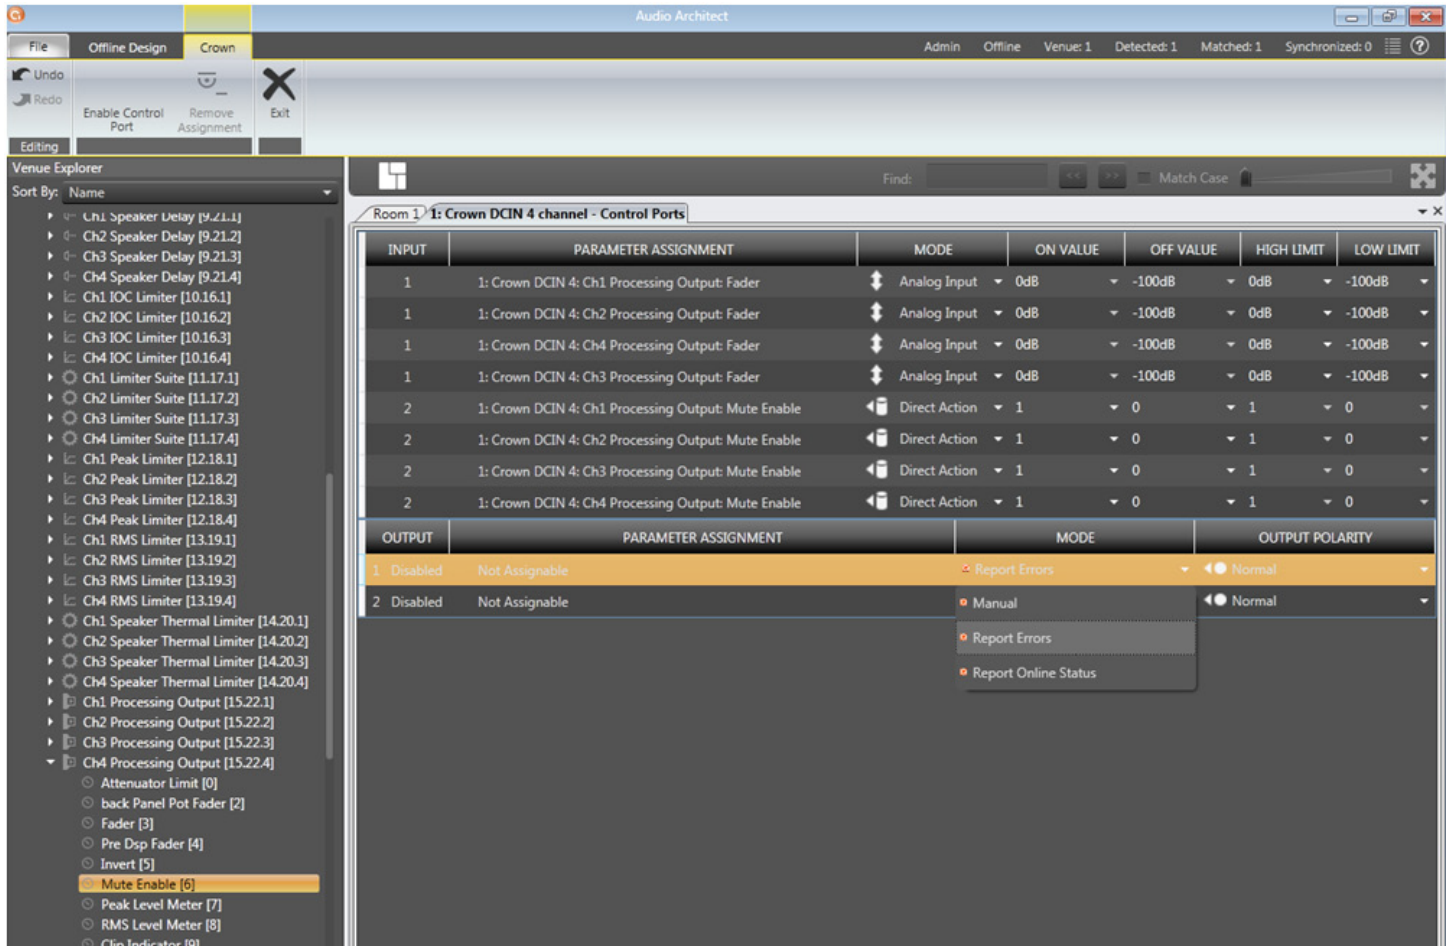 Audio Architect
File Offline Design Crown Admin Offline Venue: 1 Detected: 1 Matched: 1 Synchronized: 0
Undo
Redo
Enable Control Port
Remove Assignment
Exit
Editing
Venue Explorer
Sort By: Name
Find: << >> Match Case
Ch1 Speaker Delay [9.21.1]
Ch2 Speaker Delay [9.21.2]
Ch3 Speaker Delay [9.21.3]
Ch4 Speaker Delay [9.21.4]
Ch1 IOC Limiter [10.16.1]
Ch2 IOC Limiter [10.16.2]
Ch3 IOC Limiter [10.16.3]
Ch4 IOC Limiter [10.16.4]
Ch1 Limiter Suite [11.17.1]
Ch2 Limiter Suite [11.17.2]
Ch3 Limiter Suite [11.17.3]
Ch4 Limiter Suite [11.17.4]
Ch1 Peak Limiter [12.18.1]
Ch2 Peak Limiter [12.18.2]
Ch3 Peak Limiter [12.18.3]
Ch4 Peak Limiter [12.18.4]
Ch1 RMS Limiter [13.19.1]
Ch2 RMS Limiter [13.19.2]
Ch3 RMS Limiter [13.19.3]
Ch4 RMS Limiter [13.19.4]
Ch1 Speaker Thermal Limiter [14.20.1]
Ch2 Speaker Thermal Limiter [14.20.2]
Ch3 Speaker Thermal Limiter [14.20.3]
Ch4 Speaker Thermal Limiter [14.20.4]
Ch1 Processing Output [15.22.1]
Ch2 Processing Output [15.22.2]
Ch3 Processing Output [15.22.3]
Ch4 Processing Output [15.22.4]
Attenuator Limit [0]
back Panel Pot Fader [2]
Fader [3]
Pre Dsp Fader [4]
Invert [5]
Mute Enable [6]
Peak Level Meter [7]
RMS Level Meter [8]
Clip Indicator [9]
Room 1 1: Crown DCIN 4 channel - Control Ports
INPUT PARAMETER ASSIGNMENT MODE ON VALUE OFF VALUE HIGH LIMIT LOW LIMIT
1 1: Crown DCIN 4: Ch1 Processing Output: Fader Analog Input 0dB -100dB 0dB -100dB
1 1: Crown DCIN 4: Ch2 Processing Output: Fader Analog Input 0dB -100dB 0dB -100dB
1 1: Crown DCIN 4: Ch4 Processing Output: Fader Analog Input 0dB -100dB 0dB -100dB
1 1: Crown DCIN 4: Ch3 Processing Output: Fader Analog Input 0dB -100dB 0dB -100dB
2 1: Crown DCIN 4: Ch1 Processing Output: Mute Enable Direct Action 1 0 1 0
2 1: Crown DCIN 4: Ch2 Processing Output: Mute Enable Direct Action 1 0 1 0
2 1: Crown DCIN 4: Ch3 Processing Output: Mute Enable Direct Action 1 0 1 0
2 1: Crown DCIN 4: Ch4 Processing Output: Mute Enable Direct Action 1 0 1 0
OUTPUT PARAMETER ASSIGNMENT MODE OUTPUT POLARITY
1 Disabled Not Assignable Report Errors Normal
2 Disabled Not Assignable Manual Normal
Report Errors
Report Online Status